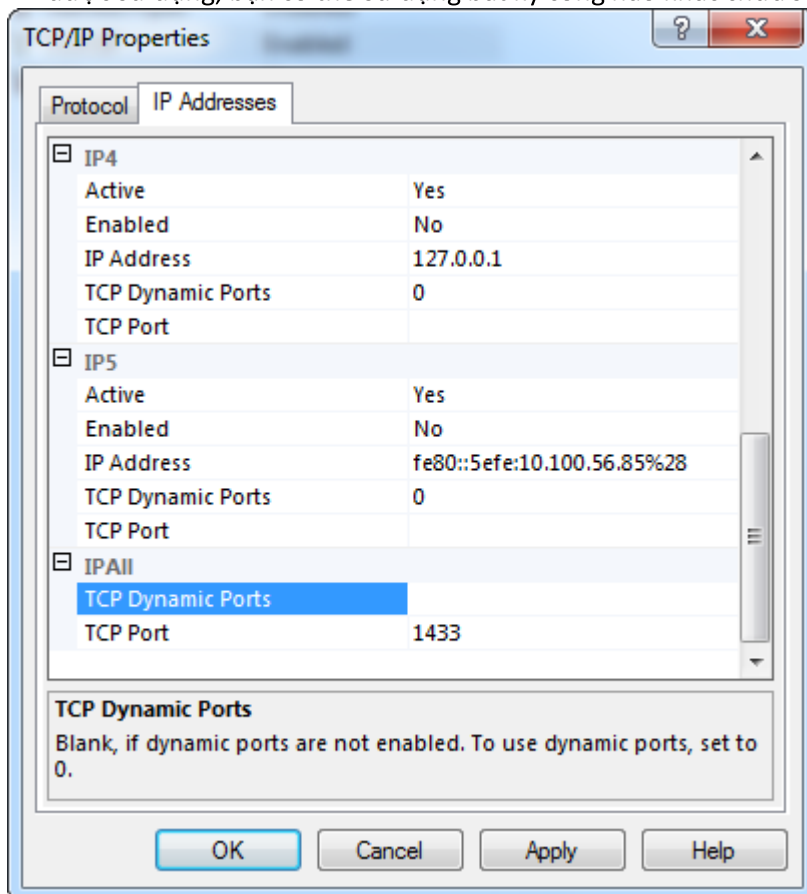 TCP/IP Properties
Enabled
Protocol IP Addresses
IP4
Active Yes
Enabled No
IP Address 127.0.0.1
TCP Dynamic Ports 0
TCP Port
IP5
Active Yes
Enabled No
IP Address fe80::5efe:10.100.56.85%28
TCP Dynamic Ports 0
TCP Port
IPAll
TCP Dynamic Ports
TCP Port 1433
TCP Dynamic Ports
Blank, if dynamic ports are not enabled. To use dynamic ports, set to
0.
OK Cancel Apply Help